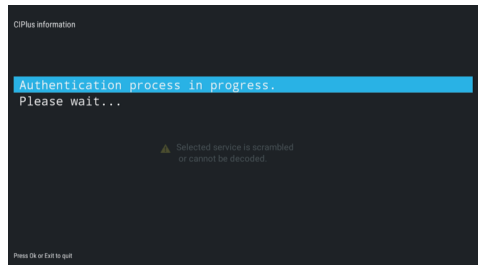 CIPlus information
Authentication process in progress.
Please wait...
Selected service is scrambled
or cannot be decoded.
Press Ok or Exit to quit